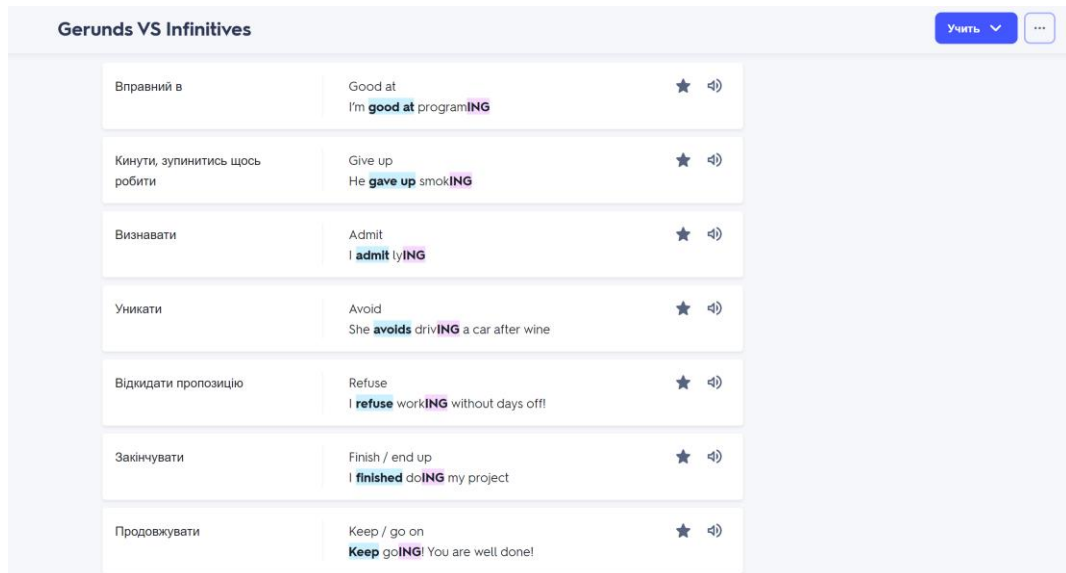 Gerunds VS Infinitives
Учить
Вправний в
Good at
I'm good at programING
Кинути, зупинитись щось
робити
Give up
He gave up smokING
Визнавати
Admit
I admit lyING
Уникати
Avoid
She avoids drivING a car after wine
Відкидати пропозицію
Refuse
I refuse workING without days off!
Закінчувати
Finish / end up
I finished doING my project
Продовжувати
Keep / go on
Keep goING! You are well done!